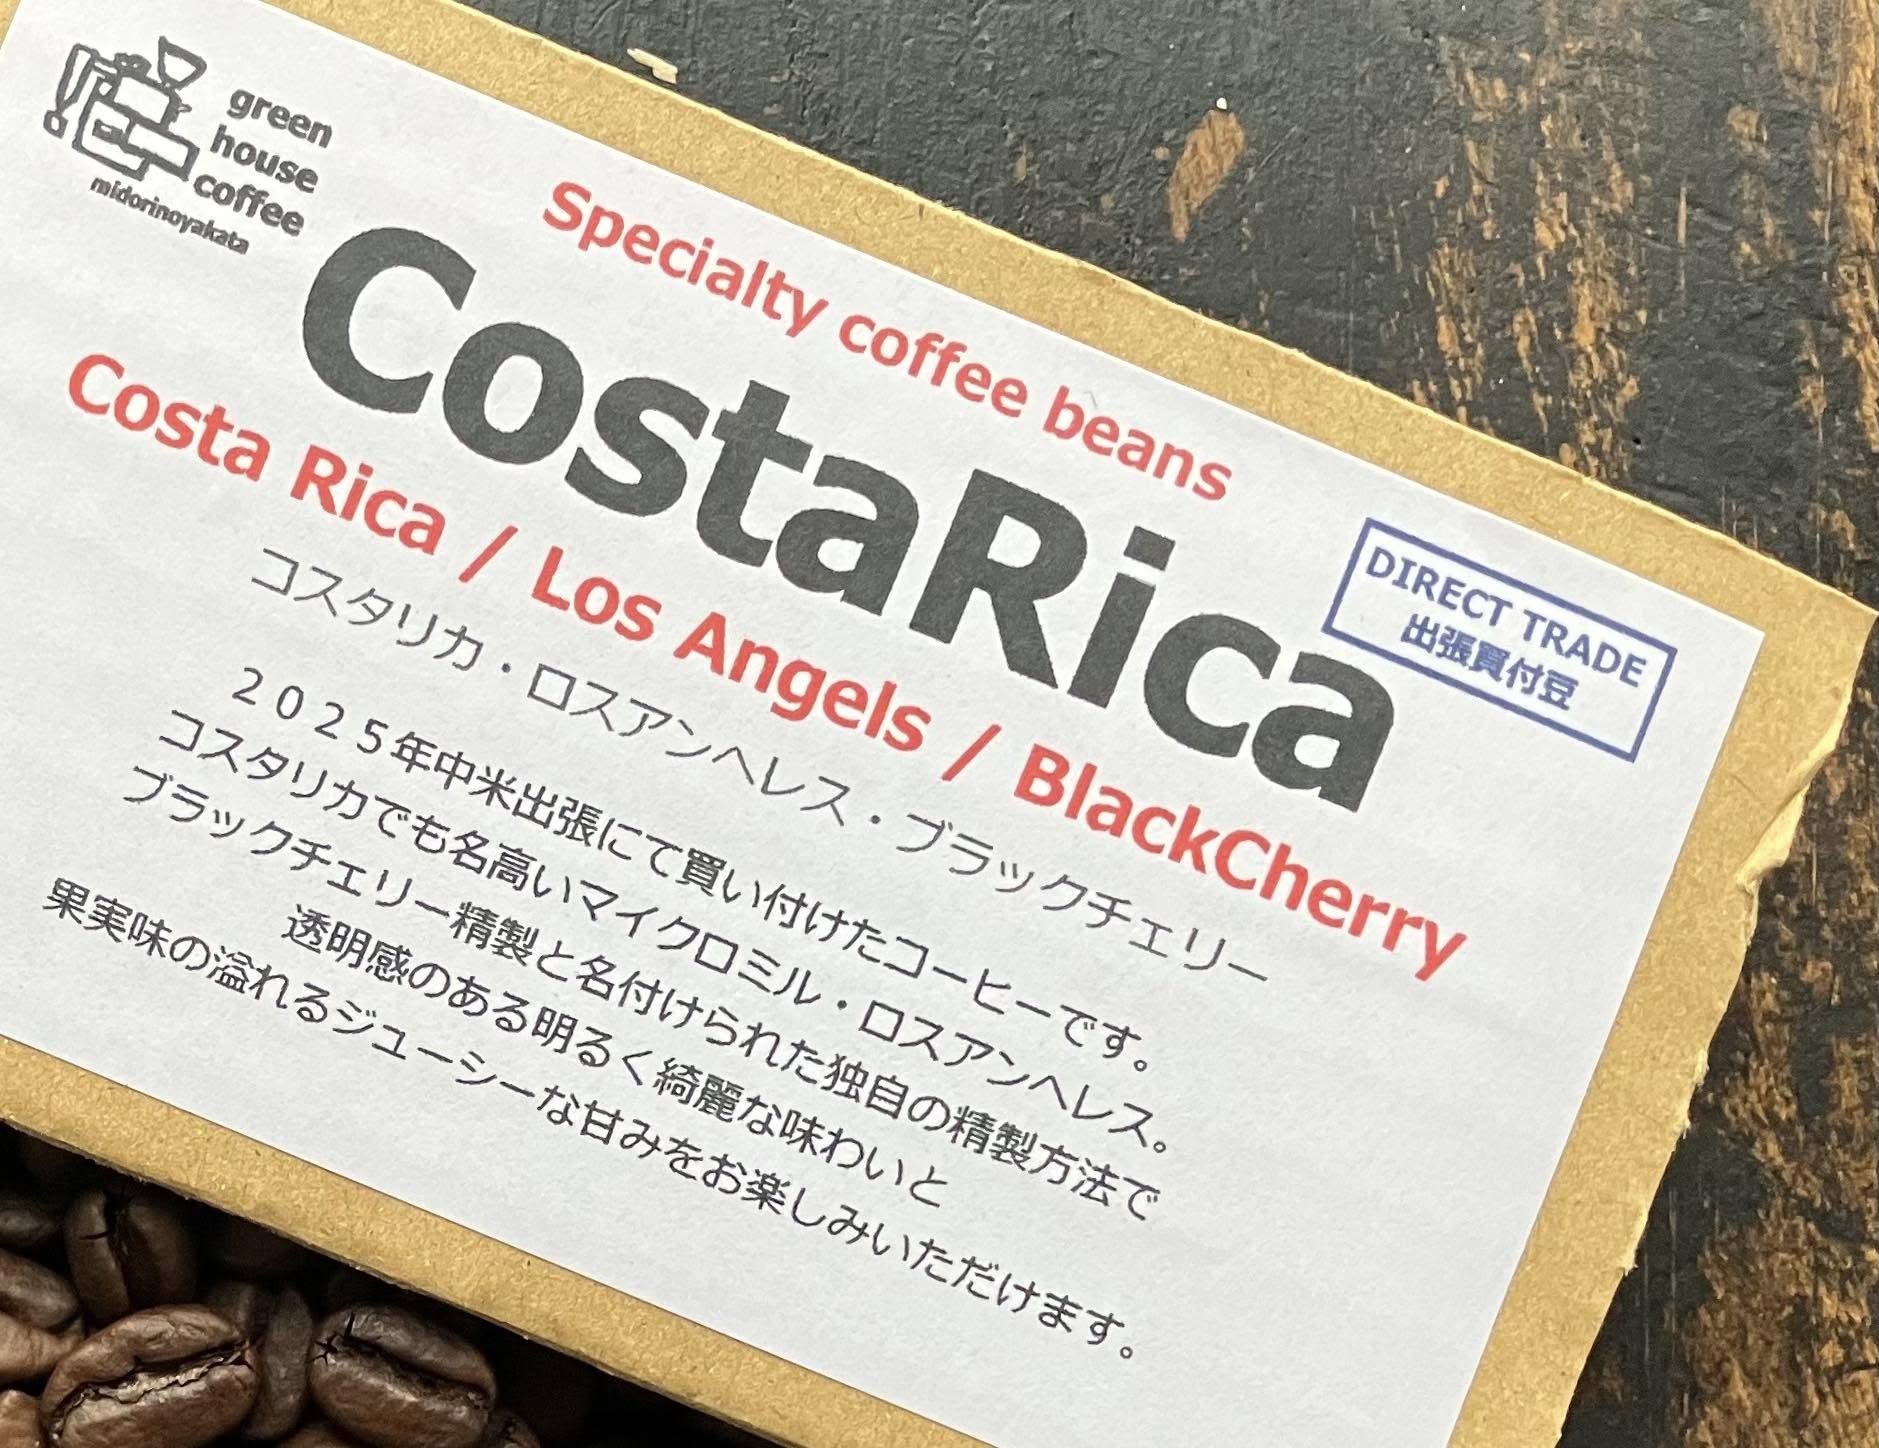 green
house
coffee
midorinoyakata
Specialty coffee beans
CostaRica
DIRECT TRADE
出張買付豆
Costa Rica / Los Angels / BlackCherry
コスタリカ・ロスアンヘレス・ブラックチェリー
２０２５年中米出張にて買い付けたコーヒーです。
コスタリカでも名高いマイクロミル・ロスアンヘレス。
ブラックチェリー精製と名付けられた独自の精製方法で
透明感のある明るく綺麗な味わいと
果実味の溢れるジューシーな甘みをお楽しみいただけます。